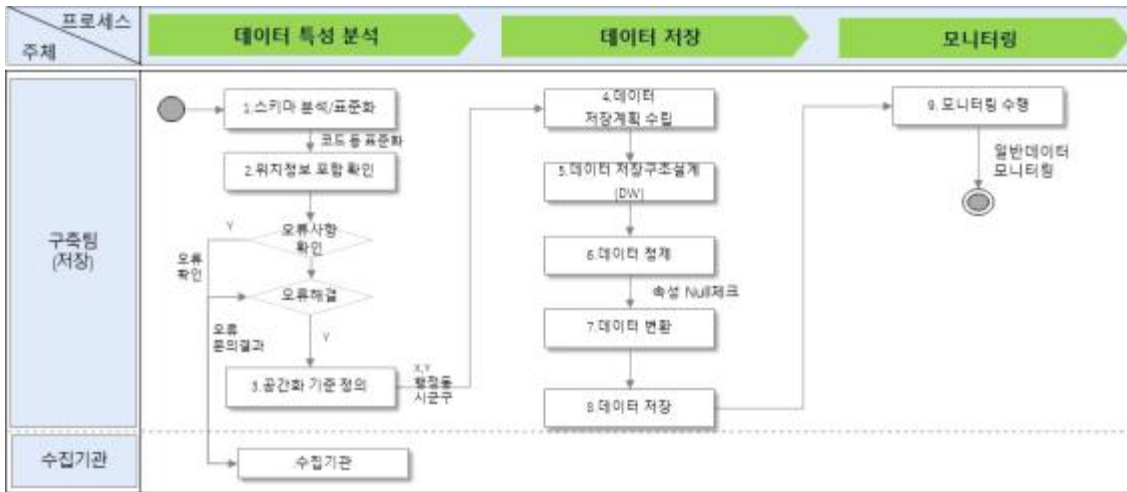 프로세스
주체
데이터 특성 분석
데이터 저장
모니터링
구축팀
(저장)
1.스키마 분석/표준화
코드 등 표준화
2.위치정보 포함 확인
오류사항
확인
Y
오류
확인
오류해결
오류
문의결과
Y
3.공간화 기준 정의
X,Y
행정동
시군구
4.데이터
저장계획 수립
5.데이터 저장구조설계
(DW)
6.데이터 정제
속성 Null체크
7.데이터 변환
8.데이터 저장
9. 모니터링 수행
일반데이터
모니터링
수집기관
수집기관